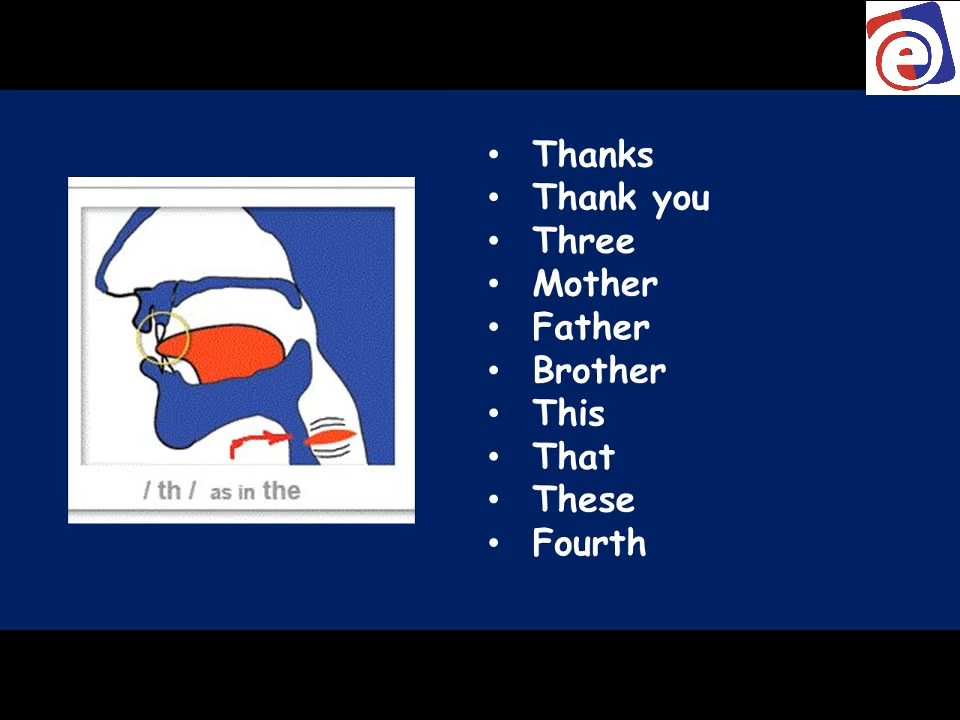 • Thanks
• Thank you
• Three
• Mother
• Father
• Brother
• This
• That
• These
• Fourth
/ th / as in the
e